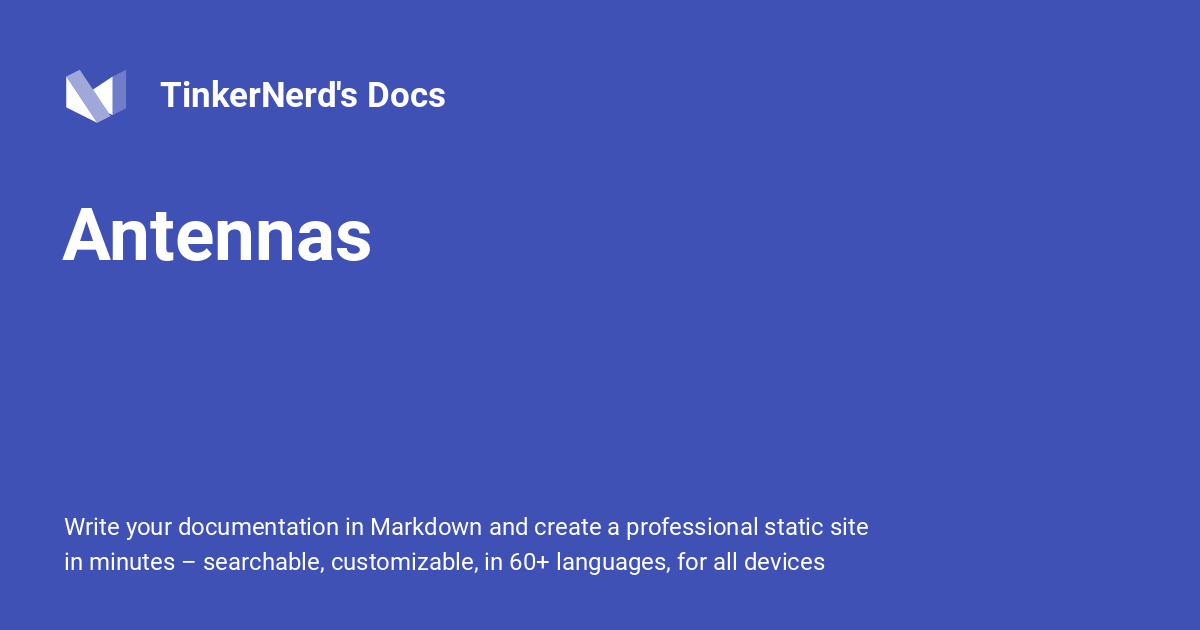 TinkerNerd's Docs
Antennas
Write your documentation in Markdown and create a professional static site
in minutes – searchable, customizable, in 60+ languages, for all devices